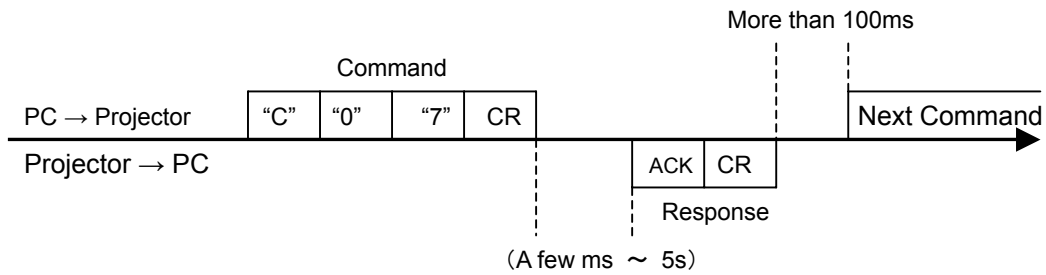 More than 100ms
Command
PC → Projector “C” “0” “7” CR Next Command
Projector → PC ACK CR
Response
(A few ms ～ 5s)